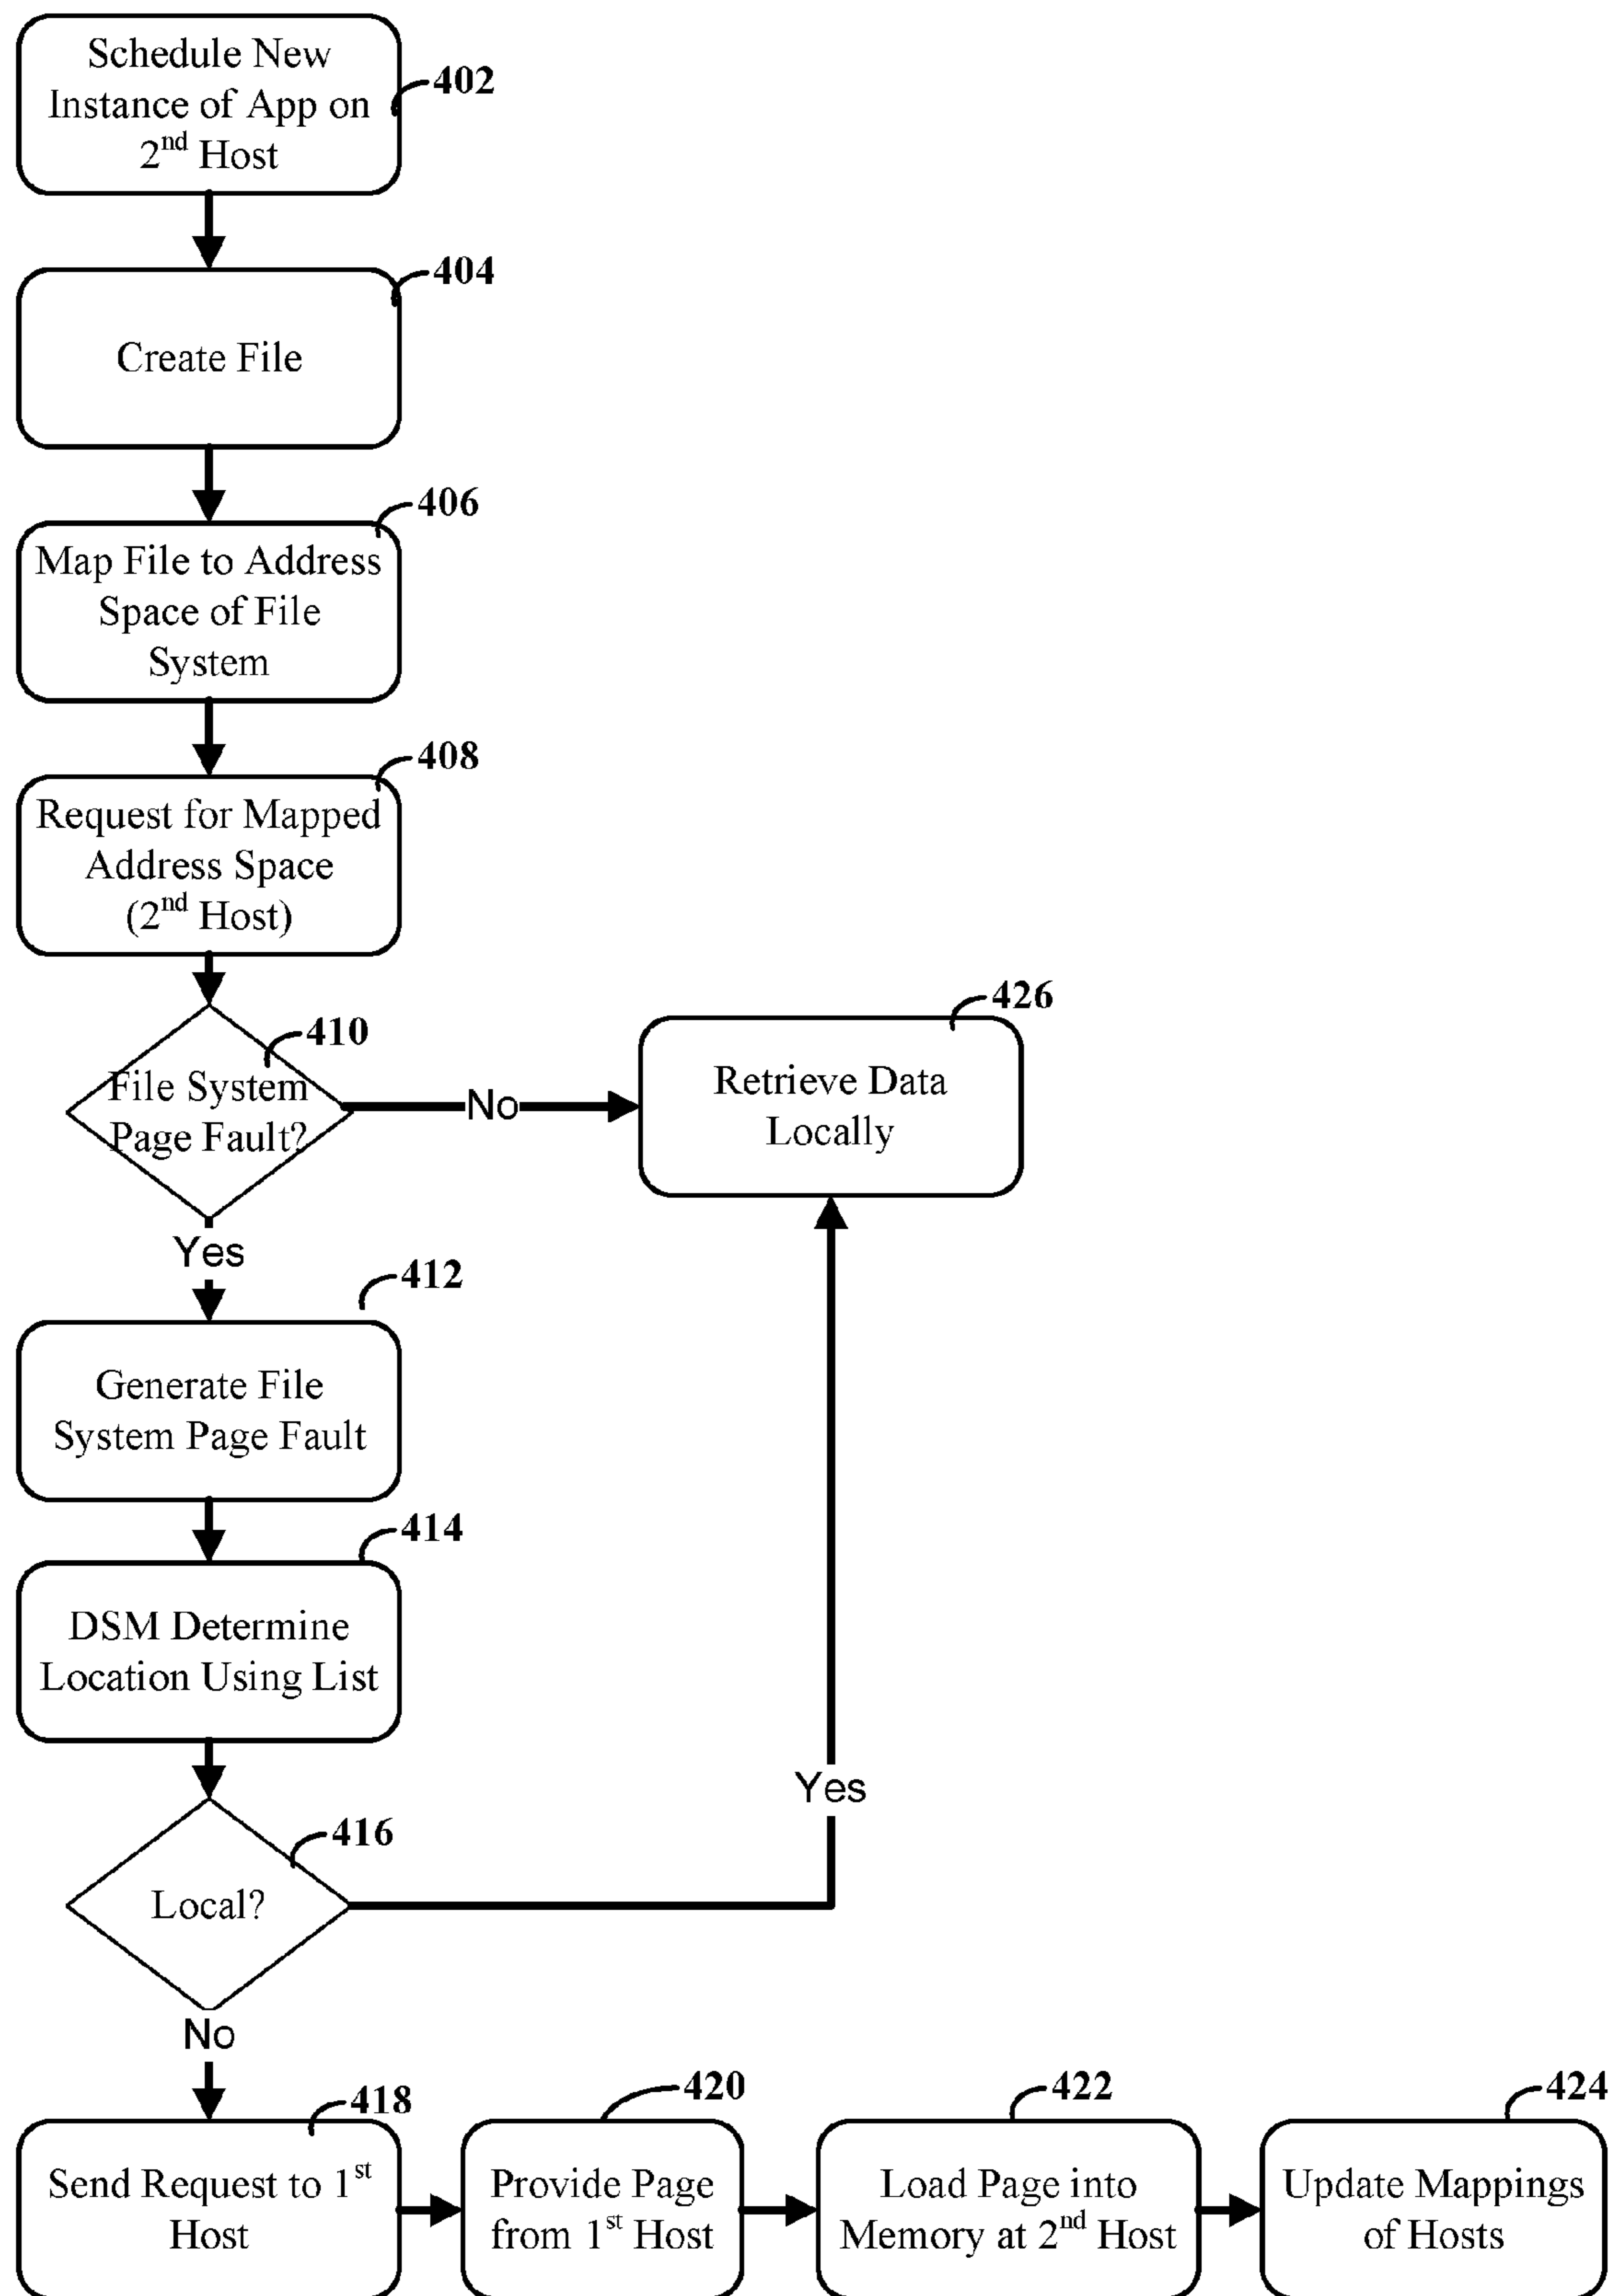 Schedule New
Instance of App on
2nd Host
402
404
Create File
406
Map File to Address
Space of File
System
408
Request for Mapped
Address Space
(2nd Host)
410
File System
Page Fault?
No
426
Retrieve Data
Locally
Yes
412
Generate File
System Page Fault
414
DSM Determine
Location Using List
Yes
416
Local?
No
418
Send Request to 1st
Host
420
Provide Page
from 1st Host
422
Load Page into
Memory at 2nd Host
424
Update Mappings
of Hosts